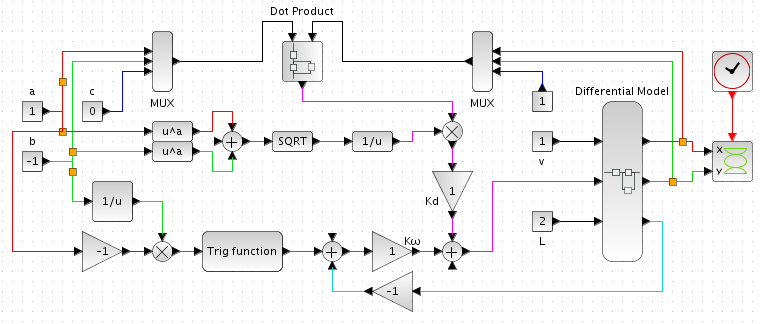 Dot Product
a
c
1
0
MUX
MUX
b
-1
1
Differential Model
u^a
u^a
SQRT
1/u
1
v
X
Y
1
Kd
1/u
2
L
-1
Trig function
1
Kω
-1